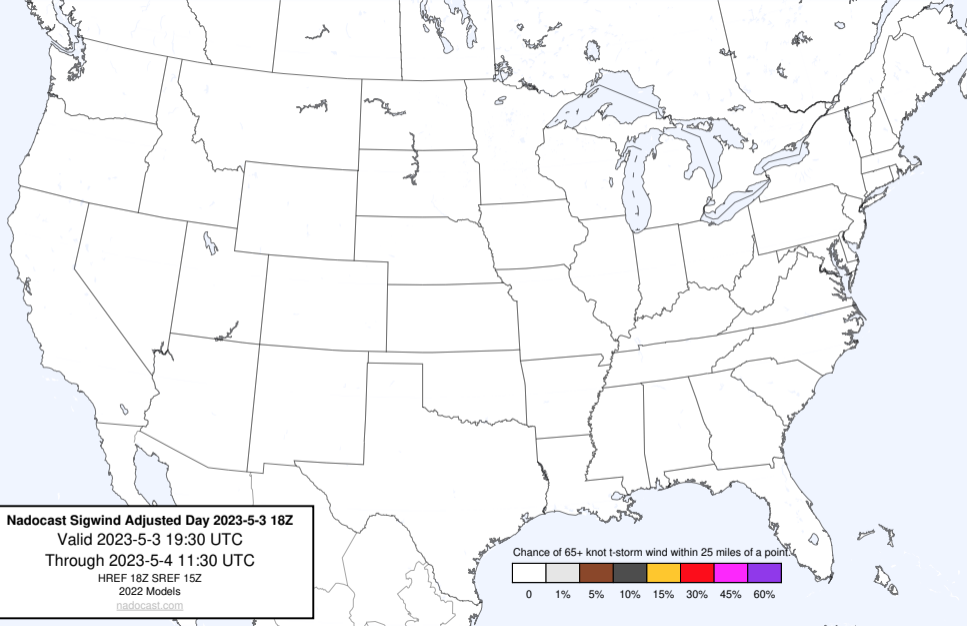 Nadocast Sigwind Adjusted Day 2023-5-3 18Z
Valid 2023-5-3 19:30 UTC
Through 2023-5-4 11:30 UTC
HREF 18Z SREF 15Z
2022 Models
nadocast.com
Chance of 65+ knot t-storm wind within 25 miles of a point.
0 1% 5% 10% 15% 30% 45% 60%